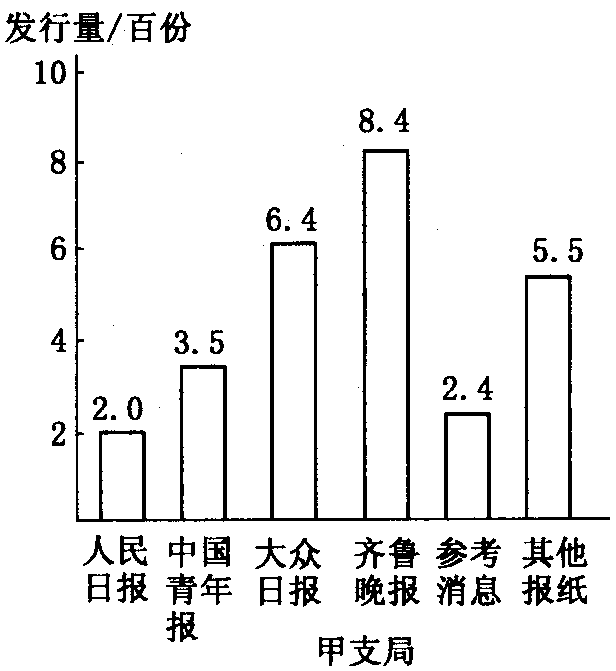 发行量/百份
10
8
6
4
2
2.0
3.5
6.4
8.4
2.4
5.5
人民
日报
中国
青年
报
大众
日报
齐鲁
晚报
参考
消息
其他
报纸
甲支局